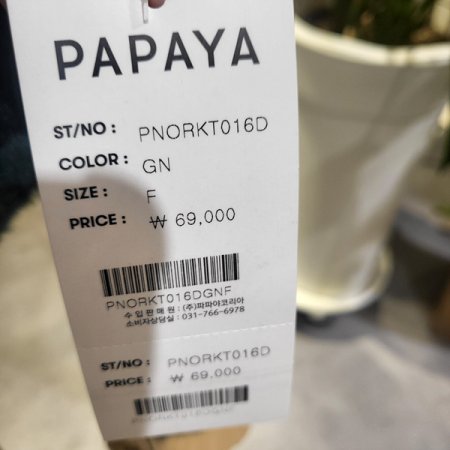 PAPAYA
ST/NO : PNORKT016D
COLOR : GN
SIZE : F
PRICE : ₩ 69,000
PNORKT016DGNF
수 입 판 매 원 : (주)파파야코리아
소비자상담실 : 031-766-6978
ST/NO : PNORKT016D
PRICE : ₩ 69,000
PNORKT016DGNF